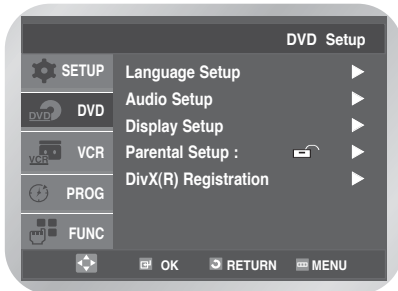 DVD Setup
SETUP
DVD DVD
VCR VCR
PROG
FUNC
Language Setup
Audio Setup
Display Setup
Parental Setup :
DivX(R) Registration
OK RETURN MENU